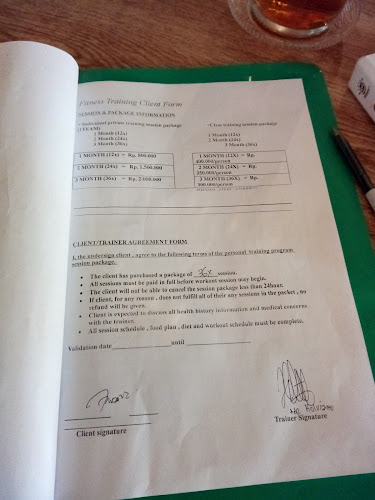 Fitness Training Client Form
SESSION & PACKAGE INFORMATION
- Individual private training session package
(1TEAM)
1 Month (12x)
2 Month (24x)
3 Month (36x)
•Class training session package
1 Month (12x)
2 Month (24x)
3 Month (36x)
1 MONTH (12x) = Rp. 800.000
2 MONTH (24x) = Rp. 1.500.000
3 MONTH (36x) = Rp. 2.000.000
1 MONTH (12X) = Rp.
400.000/person
2 MONTH (24X) = Rp.
350.000/person
3 MONTH (36X) = Rp.
300.000/person
CLIENT/TRAINER AGREEMENT FORM
I, the undersign client , agree to the following terms of the personal training program
session package.
• The client has purchased a package of 36x session.
• All sessions must be paid in full before workout session may begin.
• The client will not be able to cancel the session package less than 24hour.
• If client, for any reason , does not fulfill all of their any sessions in the packet , no
refund will be given.
• Client is expected to discuss all health history information and medical concerns
with the trainer.
• All session schedule , food plan , diet and workout schedule must be complete.
Validation date ____________ until ____________
Client signature
Trainer Signature